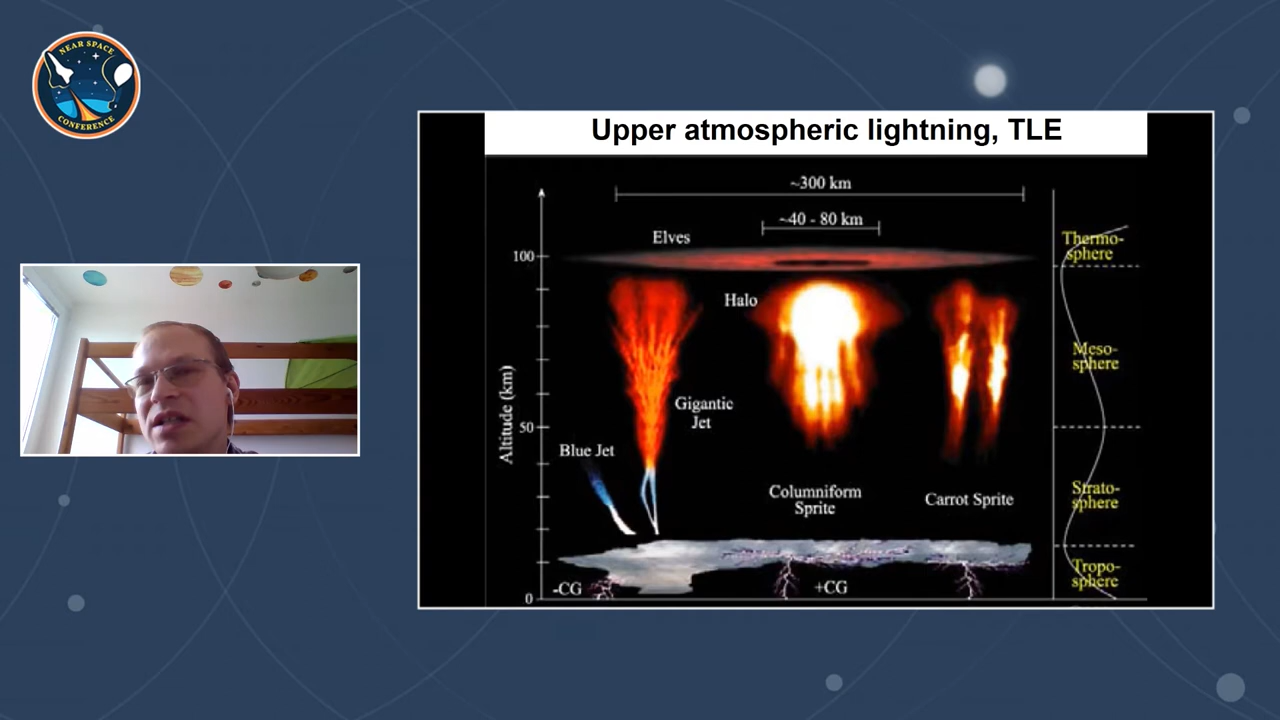 NEAR SPACE
CONFERENCE
Upper atmospheric lightning, TLE
~300 km
~40 - 80 km
Elves
Thermo-
sphere
100
Halo
Meso-
sphere
Gigantic
Jet
50
Altitude (km)
Blue Jet
Columniform
Sprite
Carrot Sprite
Strato-
sphere
Tropo-
sphere
-CG
+CG
0